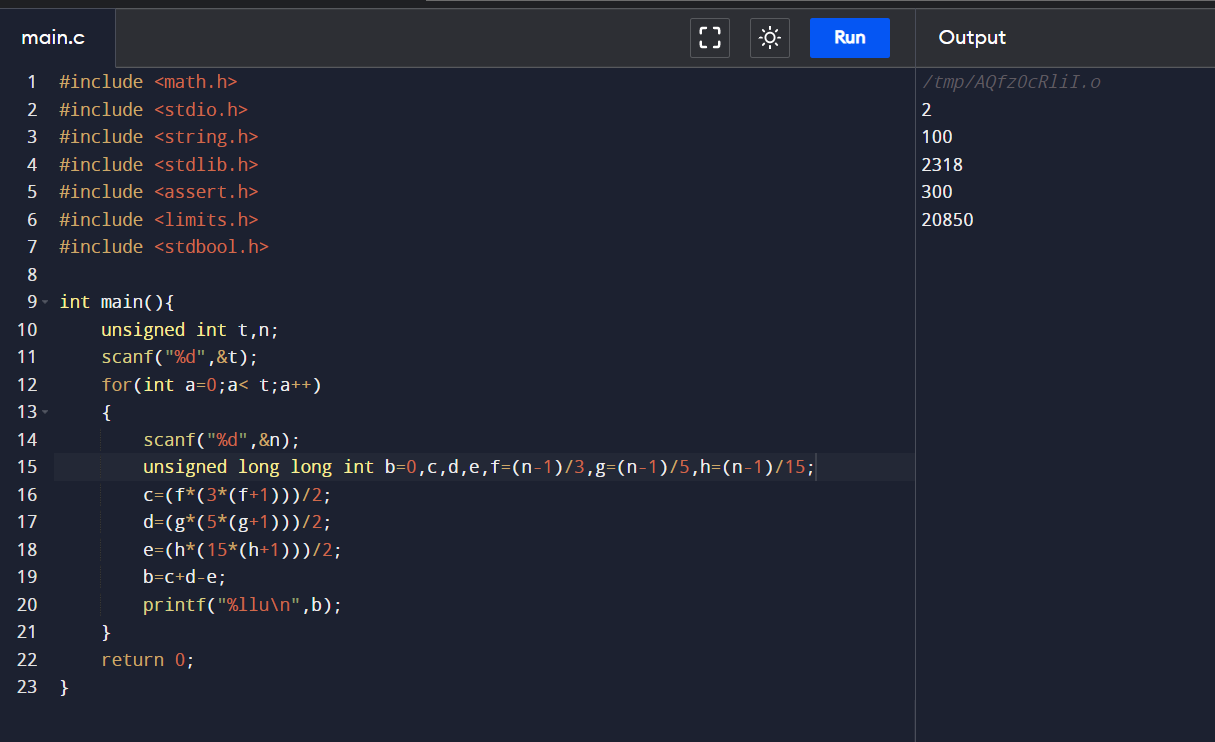 main.c
Run
Output
1 #include <math.h>
2 #include <stdio.h>
3 #include <string.h>
4 #include <stdlib.h>
5 #include <assert.h>
6 #include <limits.h>
7 #include <stdbool.h>
8
9 int main(){
10     unsigned int t,n;
11     scanf("%d",&t);
12     for(int a=0;a< t;a++)
13     {
14         scanf("%d",&n);
15         unsigned long long int b=0,c,d,e,f=(n-1)/3,g=(n-1)/5,h=(n-1)/15;
16         c=(f*(3*(f+1)))/2;
17         d=(g*(5*(g+1)))/2;
18         e=(h*(15*(h+1)))/2;
19         b=c+d-e;
20         printf("%llu\n",b);
21     }
22     return 0;
23 }
/tmp/AQfzOcRliI.o
2
100
2318
300
20850